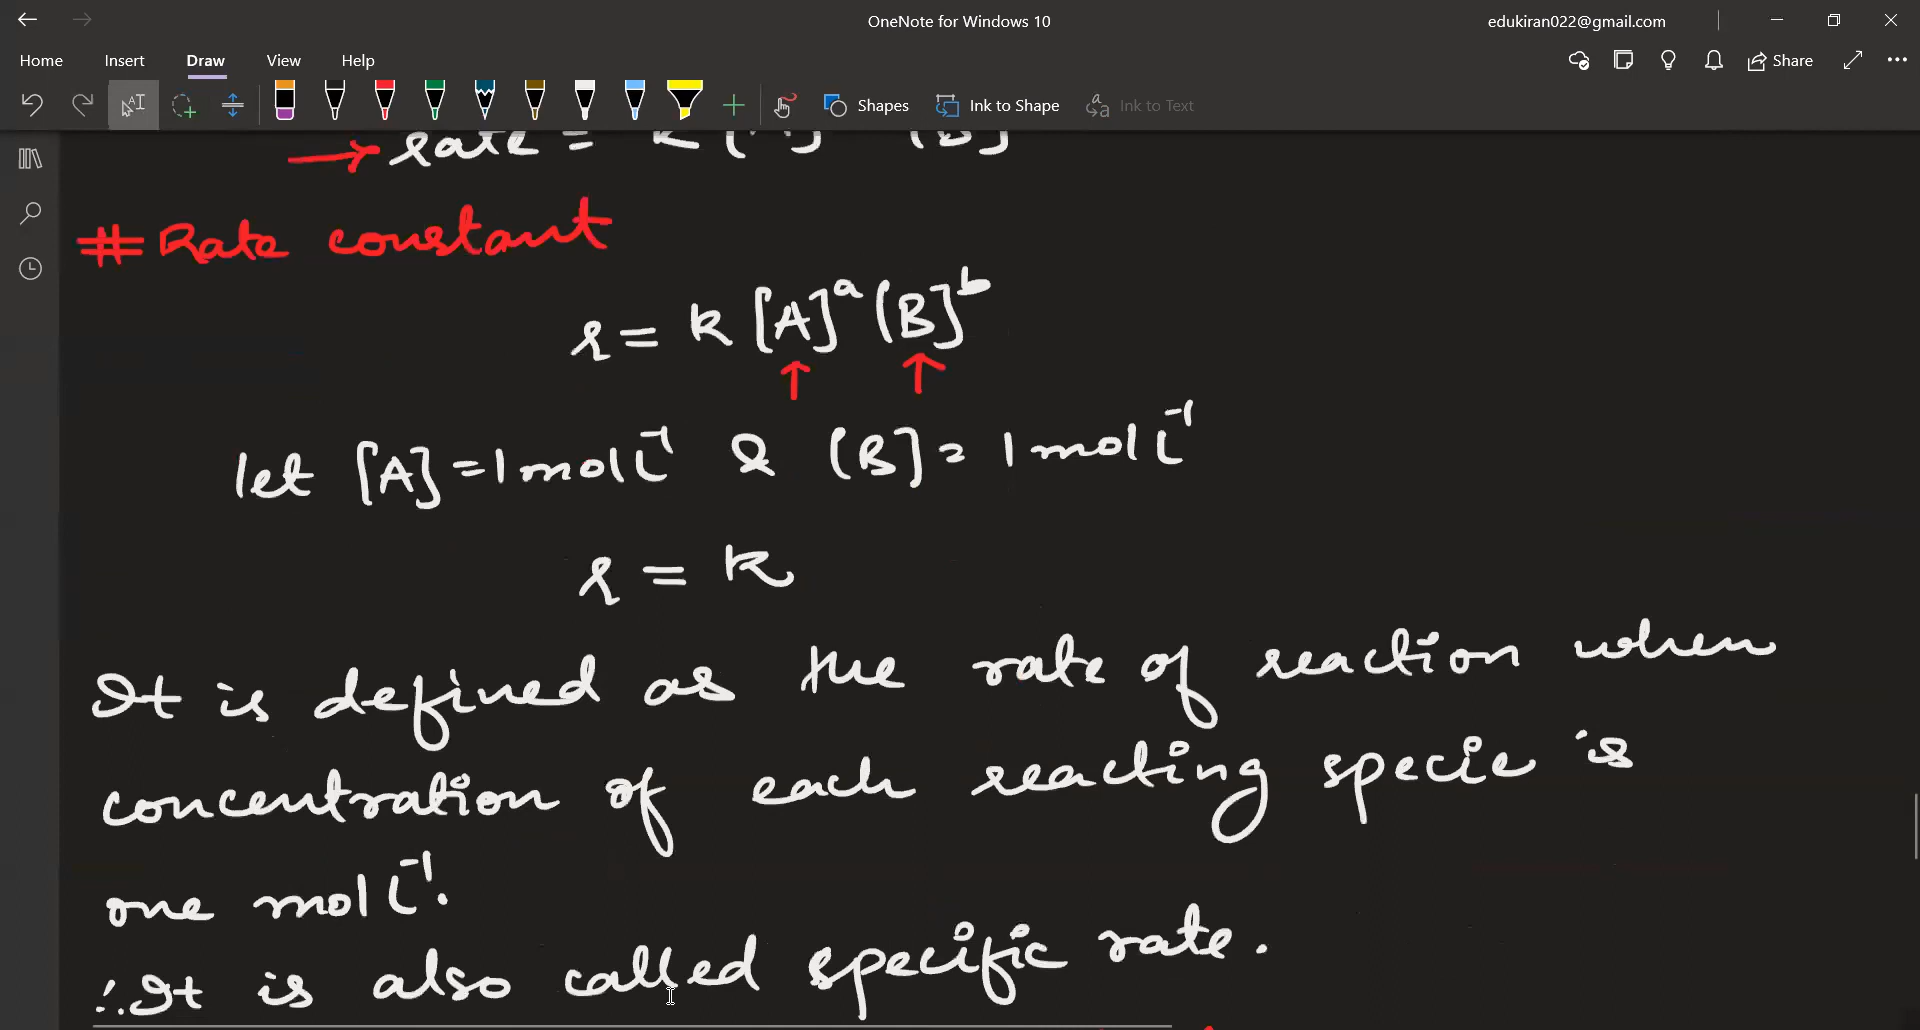 OneNote for Windows 10
edukiran022@gmail.com
Home Insert Draw View Help
Share
Shapes Ink to Shape Ink to Text
→ rate = k [A] [B]
# Rate constant
r = k [A]ᵃ [B]ᵇ
↑ ↑
let [A] = 1 mol L⁻¹ & [B] = 1 mol L⁻¹
r = k
It is defined as the rate of reaction when
concentration of each reacting specie is
one mol L⁻¹.
∴ It is also called specific rate.